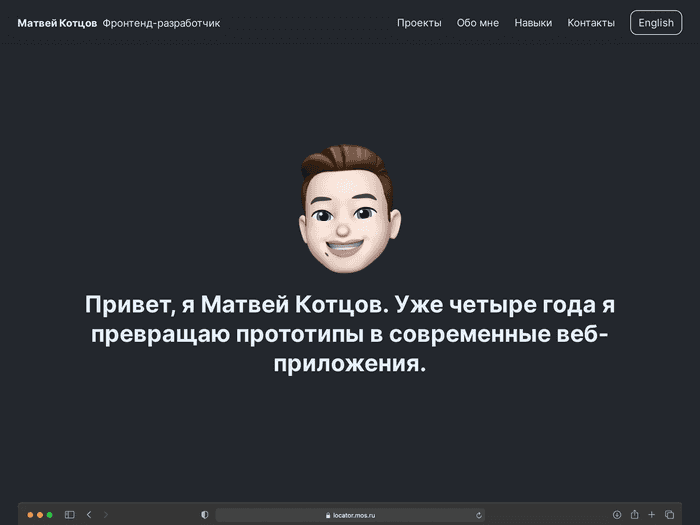 Матвей Котцов Фронтенд-разработчик
Проекты Обо мне Навыки Контакты English
Привет, я Матвей Котцов. Уже четыре года я
превращаю прототипы в современные веб-
приложения.
locator.mos.ru